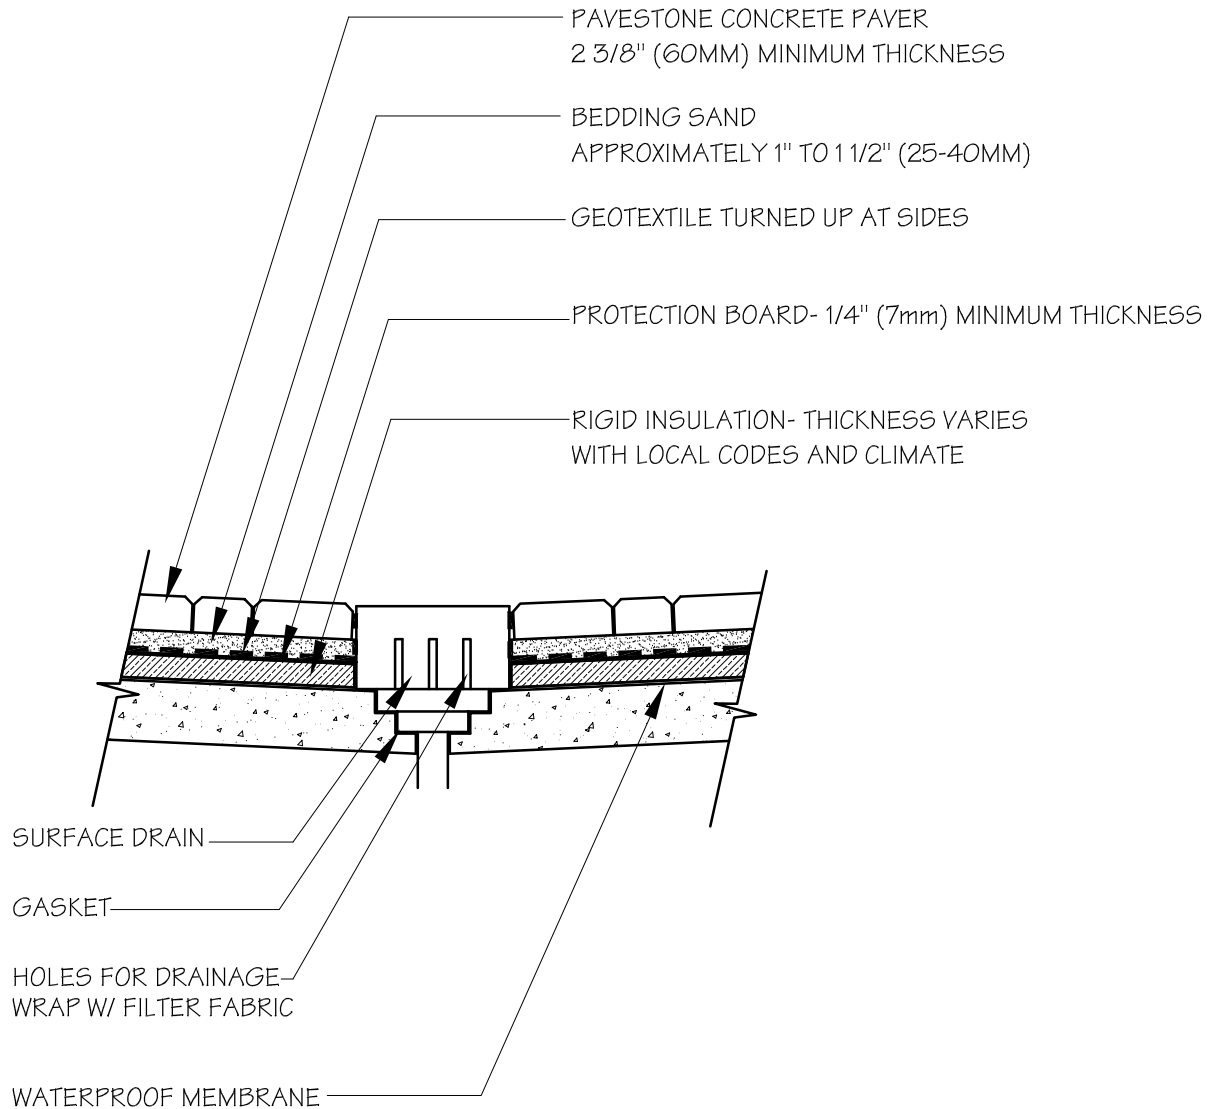 PAVESTONE CONCRETE PAVER
2 3/8" (60MM) MINIMUM THICKNESS
BEDDING SAND
APPROXIMATELY 1" TO 1 1/2" (25-40MM)
GEOTEXTILE TURNED UP AT SIDES
PROTECTION BOARD- 1/4" (7mm) MINIMUM THICKNESS
RIGID INSULATION- THICKNESS VARIES
WITH LOCAL CODES AND CLIMATE
SURFACE DRAIN
GASKET
HOLES FOR DRAINAGE
WRAP W/ FILTER FABRIC
WATERPROOF MEMBRANE